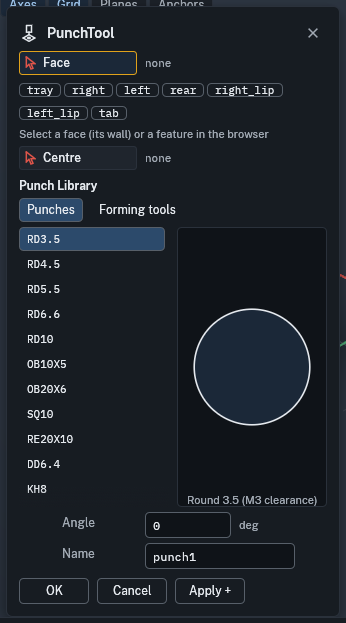 Axes Grid Planes Anchors
PunchTool
Face none
tray right left rear right_lip
left_lip tab
Select a face (its wall) or a feature in the browser
Centre none
Punch Library
Punches Forming tools
RD3.5
RD4.5
RD5.5
RD6.6
RD10
OB10X5
OB20X6
SQ10
RE20X10
DD6.4
KH8
Round 3.5 (M3 clearance)
Angle 0 deg
Name punch1
OK Cancel Apply +